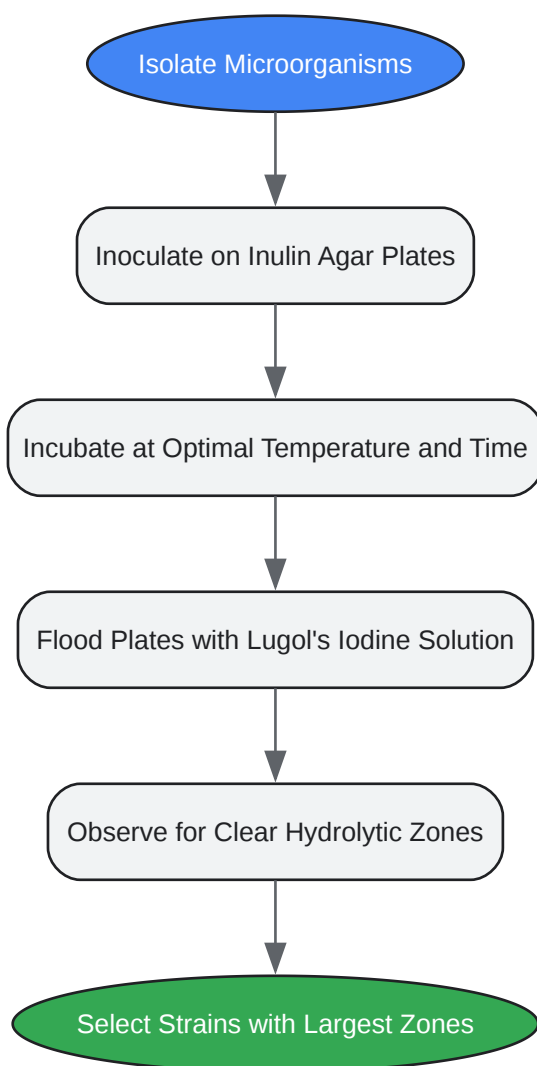 Isolate Microorganisms
Inoculate on Inulin Agar Plates
Incubate at Optimal Temperature and Time
Flood Plates with Lugol's Iodine Solution
Observe for Clear Hydrolytic Zones
Select Strains with Largest Zones